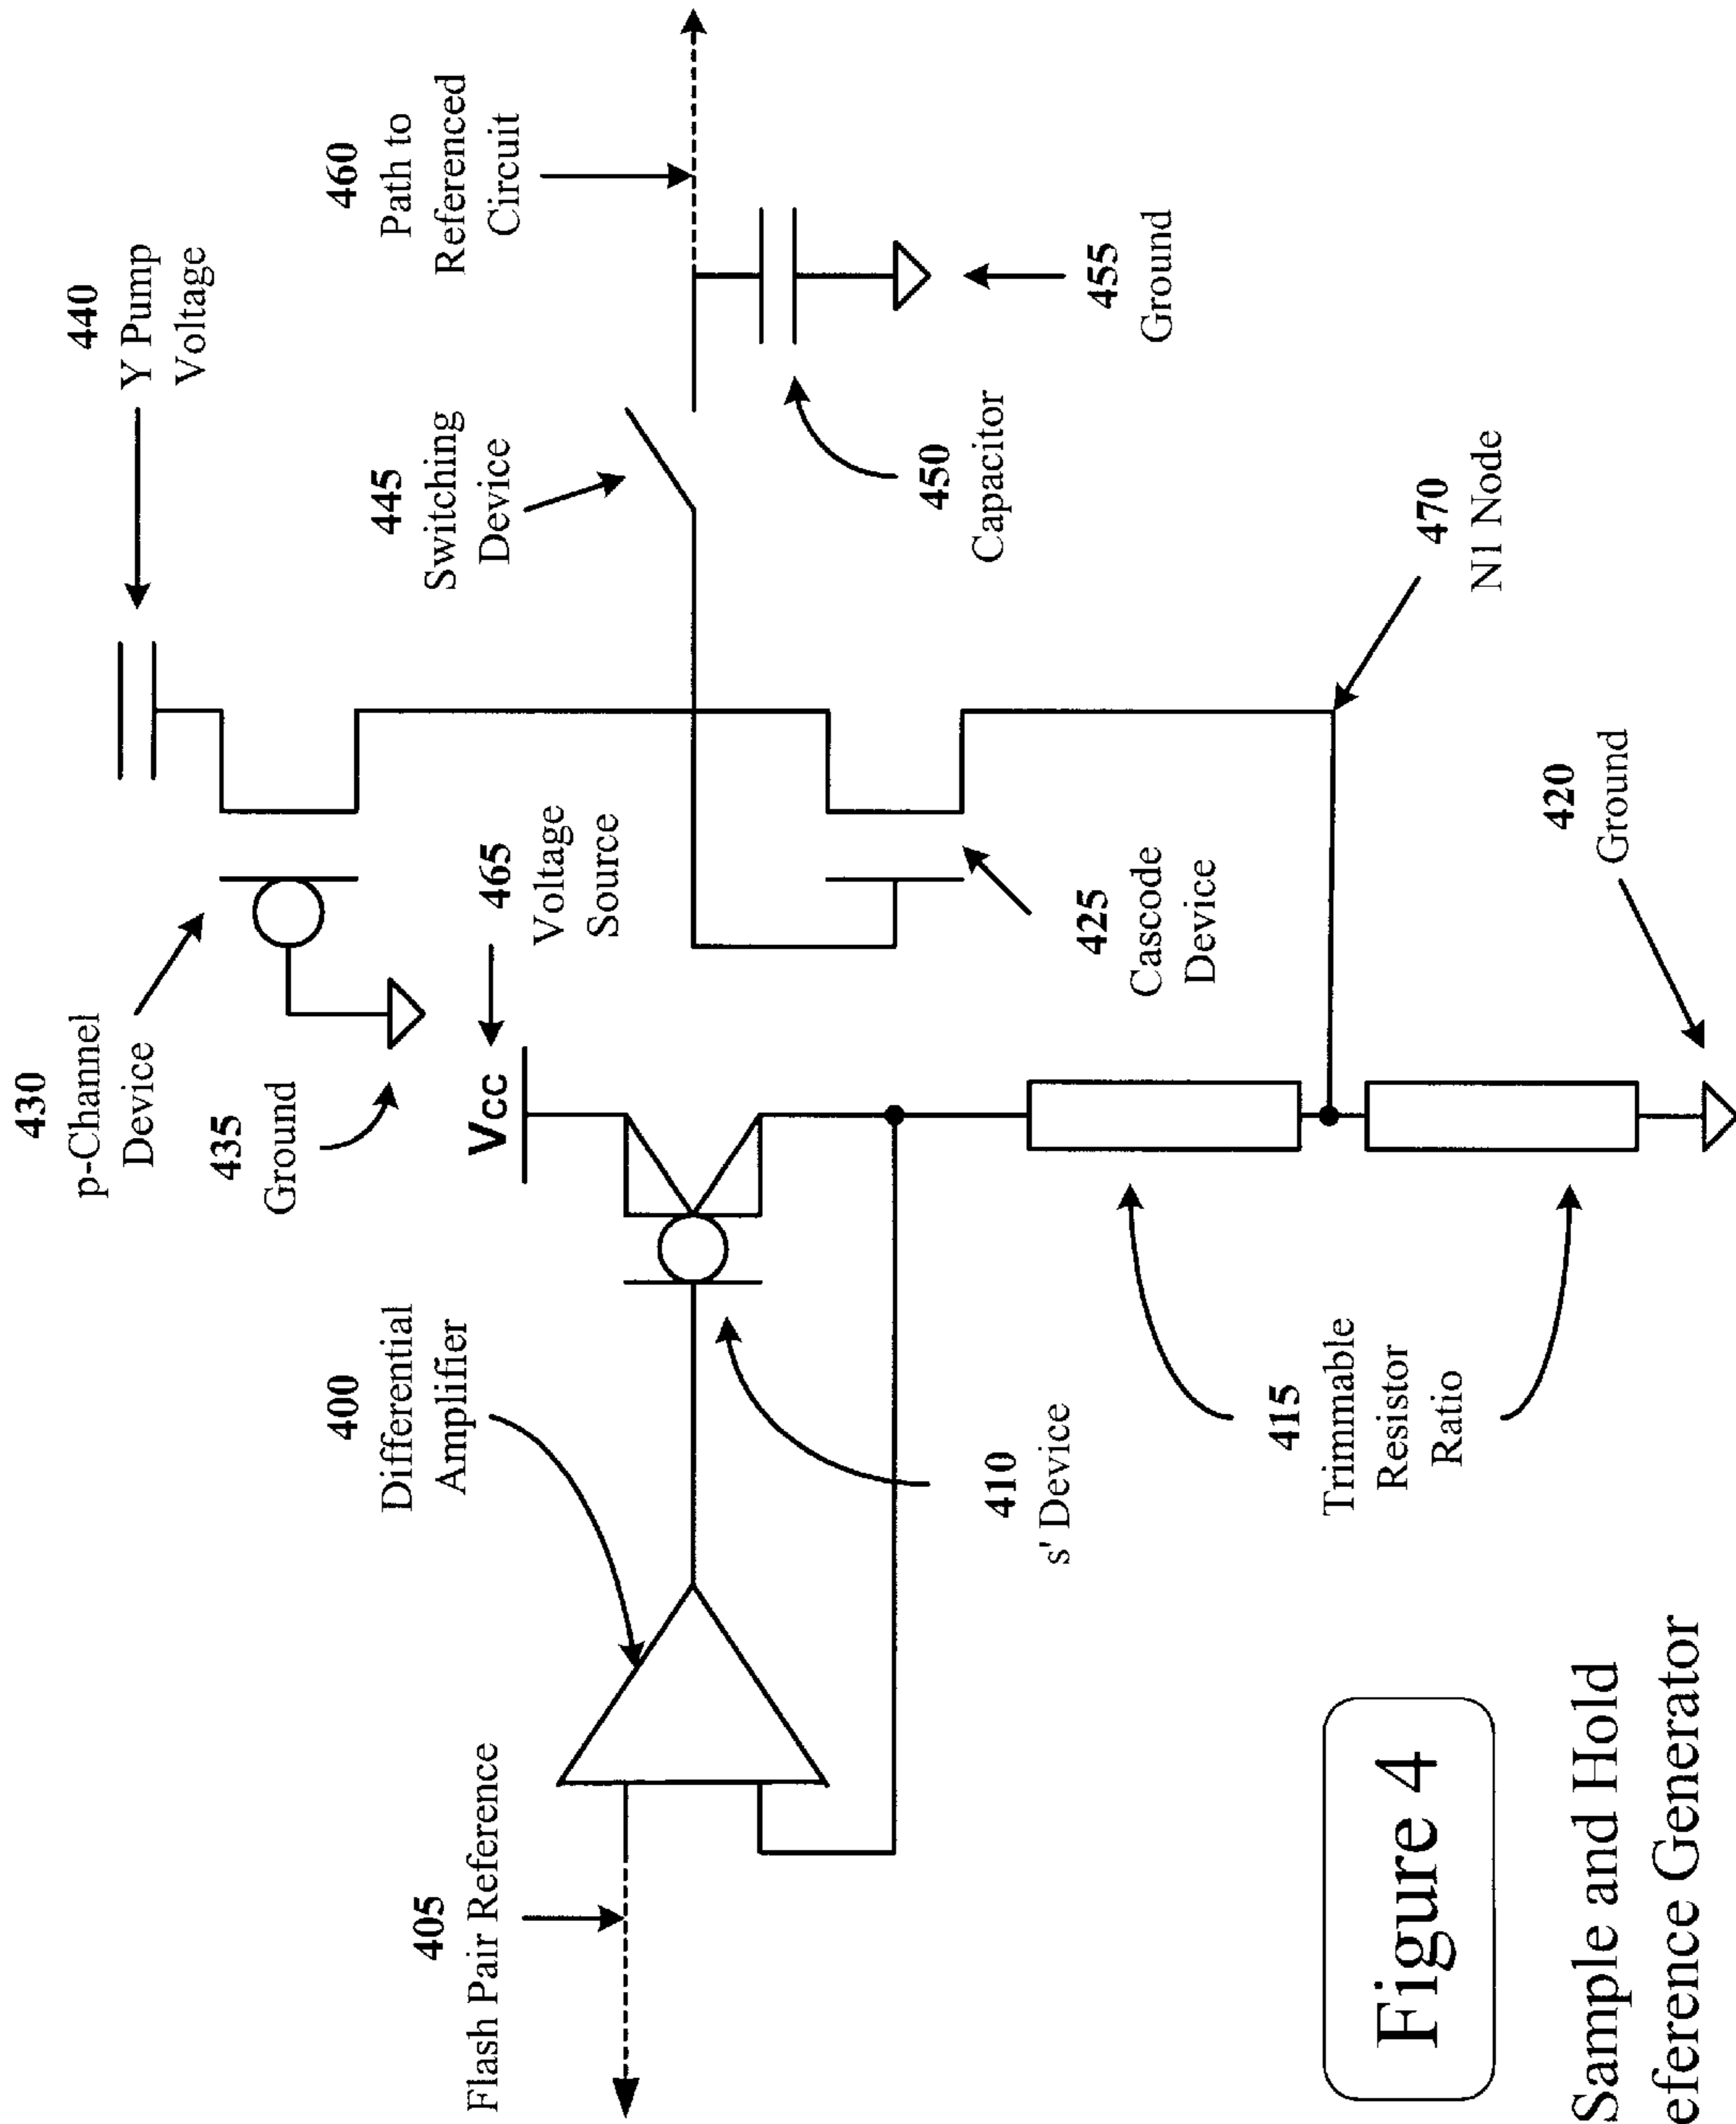 440
Y Pump
Voltage
460
Path to
Referenced
Circuit
430
p-Channel
Device
435
Ground
445
Switching
Device
465
Voltage
Source
Vcc
455
Ground
450
Capacitor
425
Cascode
Device
470
N1 Node
405
Flash Pair Reference
400
Differential
Amplifier
410
s' Device
415
Trimmable
Resistor
Ratio
420
Ground
Figure 4
Sample and Hold
eference Generator